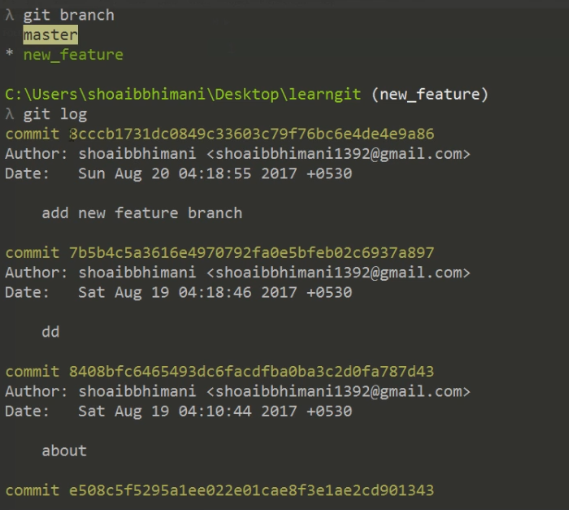 λ git branch
master
* new_feature
C:\Users\shoaibbhimani\Desktop\learngit (new_feature)
λ git log
commit 3cccb1731dc0849c33603c79f76bc6e4de4e9a86
Author: shoaibbhimani <shoaibbhimani1392@gmail.com>
Date: Sun Aug 20 04:18:55 2017 +0530
add new feature branch
commit 7b5b4c5a3616e4970792fa0e5bfeb02c6937a897
Author: shoaibbhimani <shoaibbhimani1392@gmail.com>
Date: Sat Aug 19 04:18:46 2017 +0530
dd
commit 8408bfc6465493dc6facdfba0ba3c2d0fa787d43
Author: shoaibbhimani <shoaibbhimani1392@gmail.com>
Date: Sat Aug 19 04:10:44 2017 +0530
about
commit e508c5f5295a1ee022e01cae8f3e1ae2cd901343